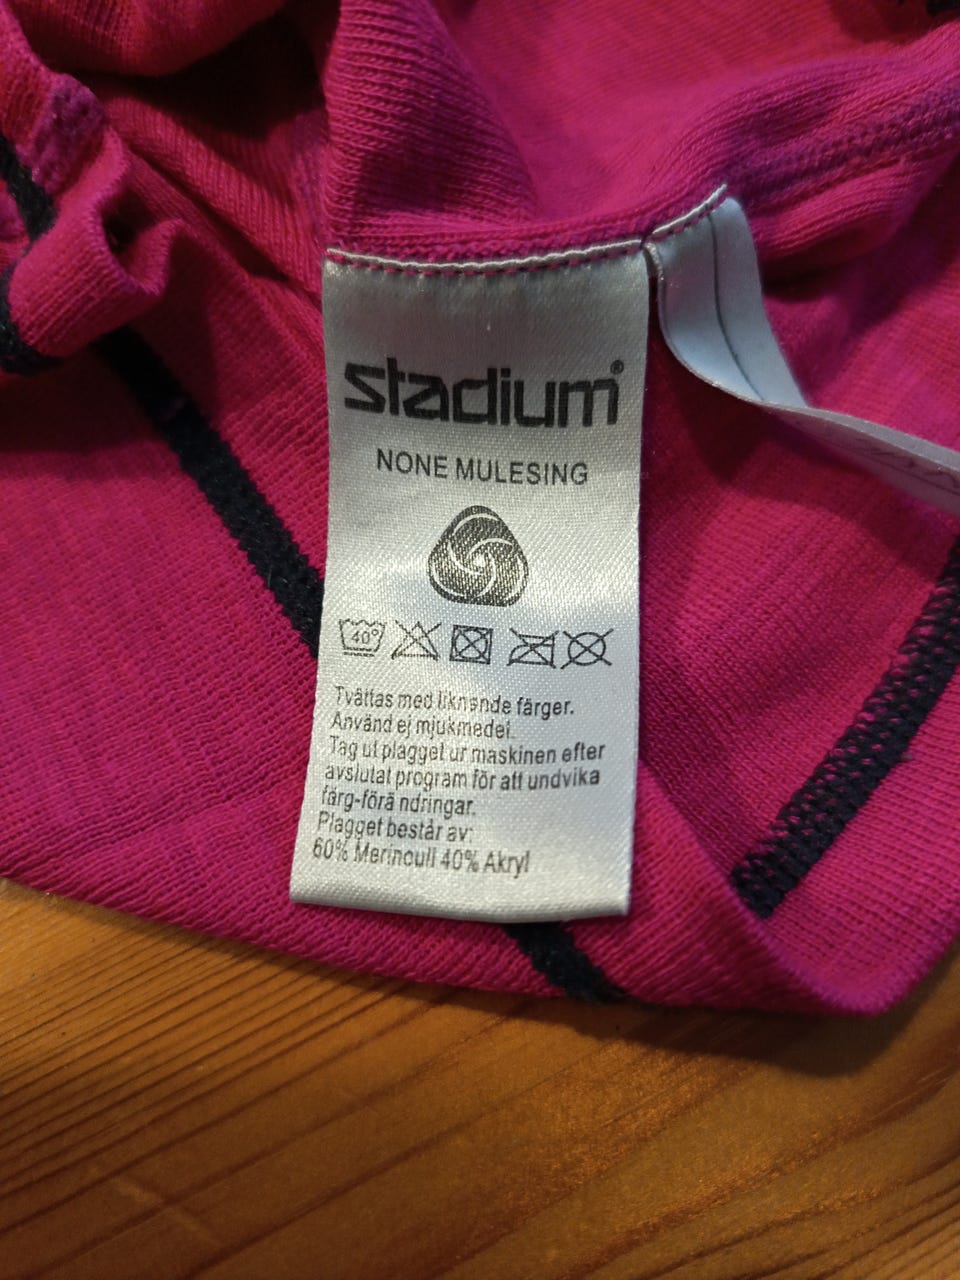 stadium®
NONE MULESING
40°
Tvättas med liknande färger.
Använd ej mjukmedel.
Tag ut plagget ur maskinen efter
avslutat program för att undvika
färg-förä ndringar.
Plagget består av:
60% Merinoull 40% Akryl